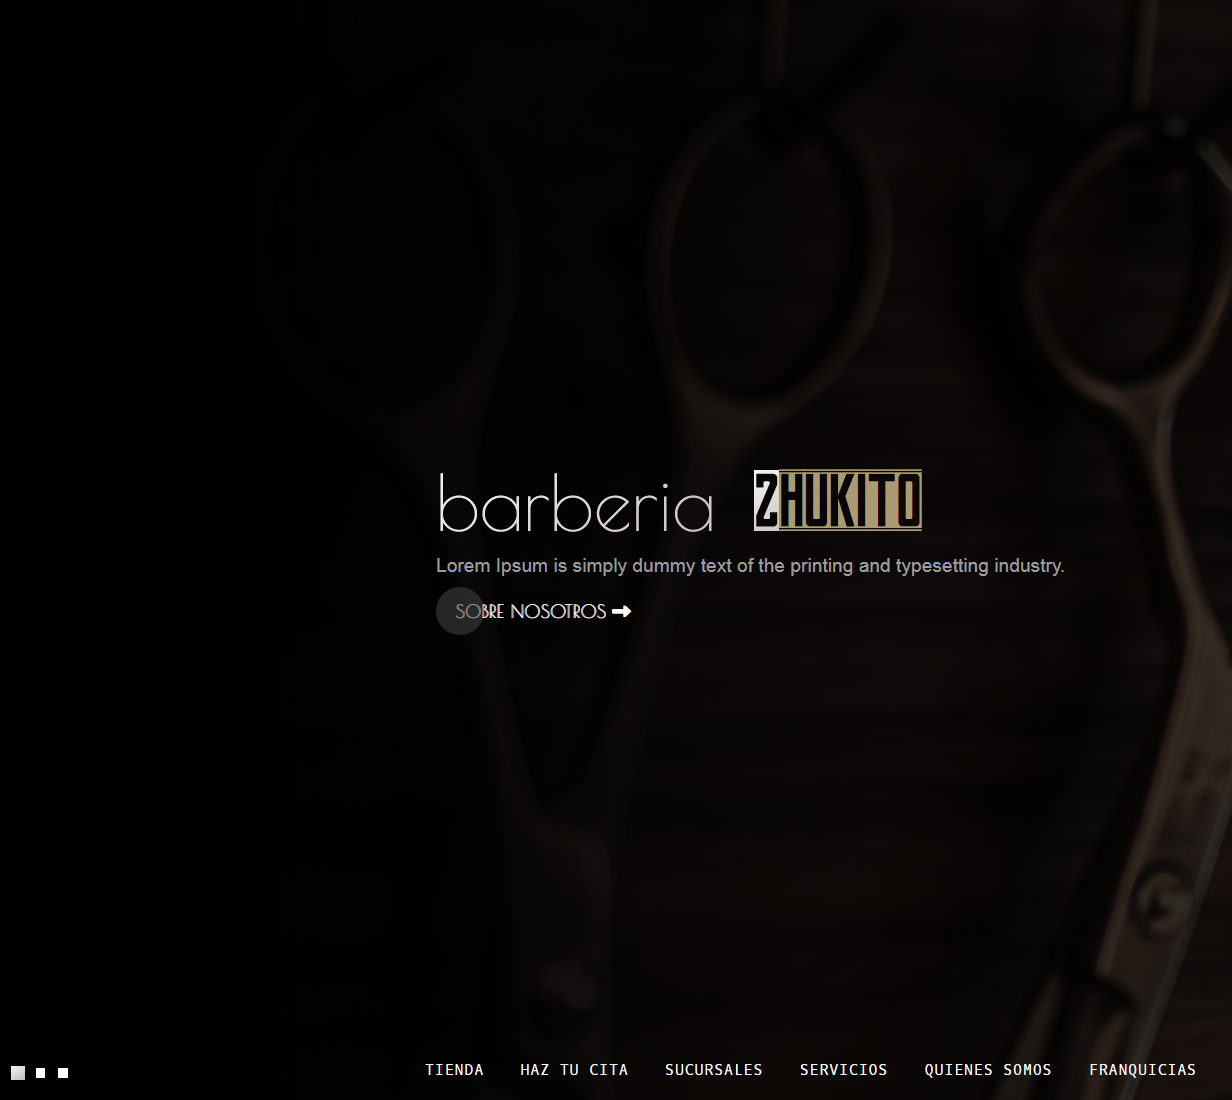 barberia ZHUKITO
Lorem Ipsum is simply dummy text of the printing and typesetting industry.
SOBRE NOSOTROS
TIENDA HAZ TU CITA SUCURSALES SERVICIOS QUIENES SOMOS FRANQUICIAS